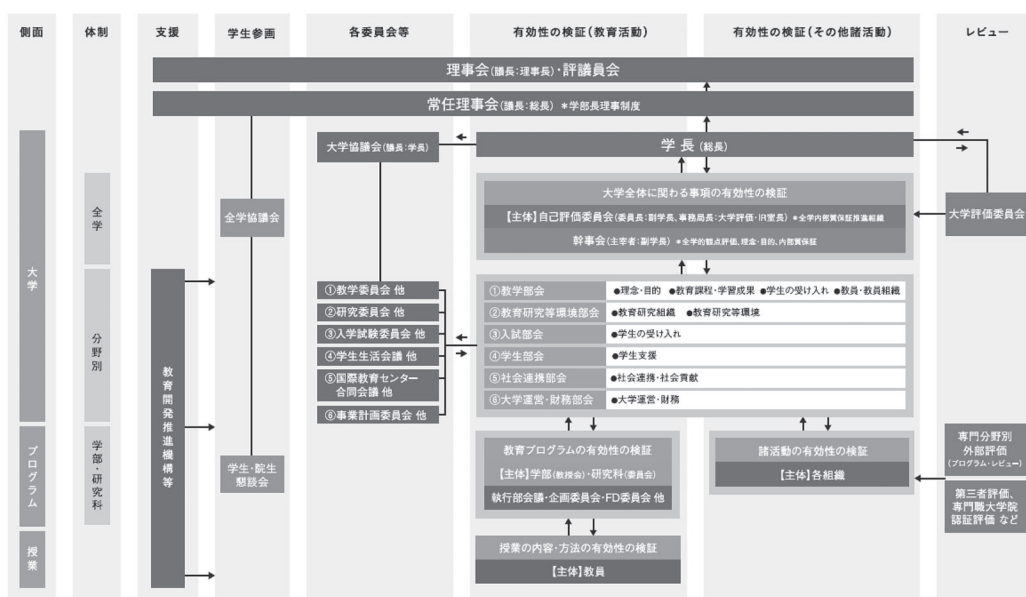 側面
体制
支援
学生参画
各委員会等
有効性の検証(教育活動)
有効性の検証(その他諸活動)
レビュー
理事会(議長:理事長)・評議員会
常任理事会(議長:総長) *学部長理事制度
大学協議会(議長:学長)
学長(総長)
大学
プログラム
授業
全学
分野別
学部・研究科
教育開発推進機構等
全学協議会
学生・院生
懇談会
大学全体に関わる事項の有効性の検証
【主体】自己評価委員会(委員長:副学長、事務局長:大学評価・IR室長) *全学内部質保証推進組織
幹事会(主宰者:副学長) *全学的観点評価、理念・目的、内部質保証
大学評価委員会
①教学委員会 他
②研究委員会 他
③入学試験委員会 他
④学生生活会議 他
⑤国際教育センター
合同会議 他
⑥事業計画委員会 他
①教学部会 ●理念・目的 ●教育課程・学習成果 ●学生の受け入れ ●教員・教員組織
②教育研究等環境部会 ●教育研究組織 ●教育研究等環境
③入試部会 ●学生の受け入れ
④学生部会 ●学生支援
⑤社会連携部会 ●社会連携・社会貢献
⑥大学運営・財務部会 ●大学運営・財務
教育プログラムの有効性の検証
【主体】学部(教授会)・研究科(委員会)
執行部会議・企画委員会・FD委員会 他
諸活動の有効性の検証
【主体】各組織
授業の内容・方法の有効性の検証
【主体】教員
専門分野別
外部評価
(プログラム・レビュー)
第三者評価、
専門職大学院
認証評価 など